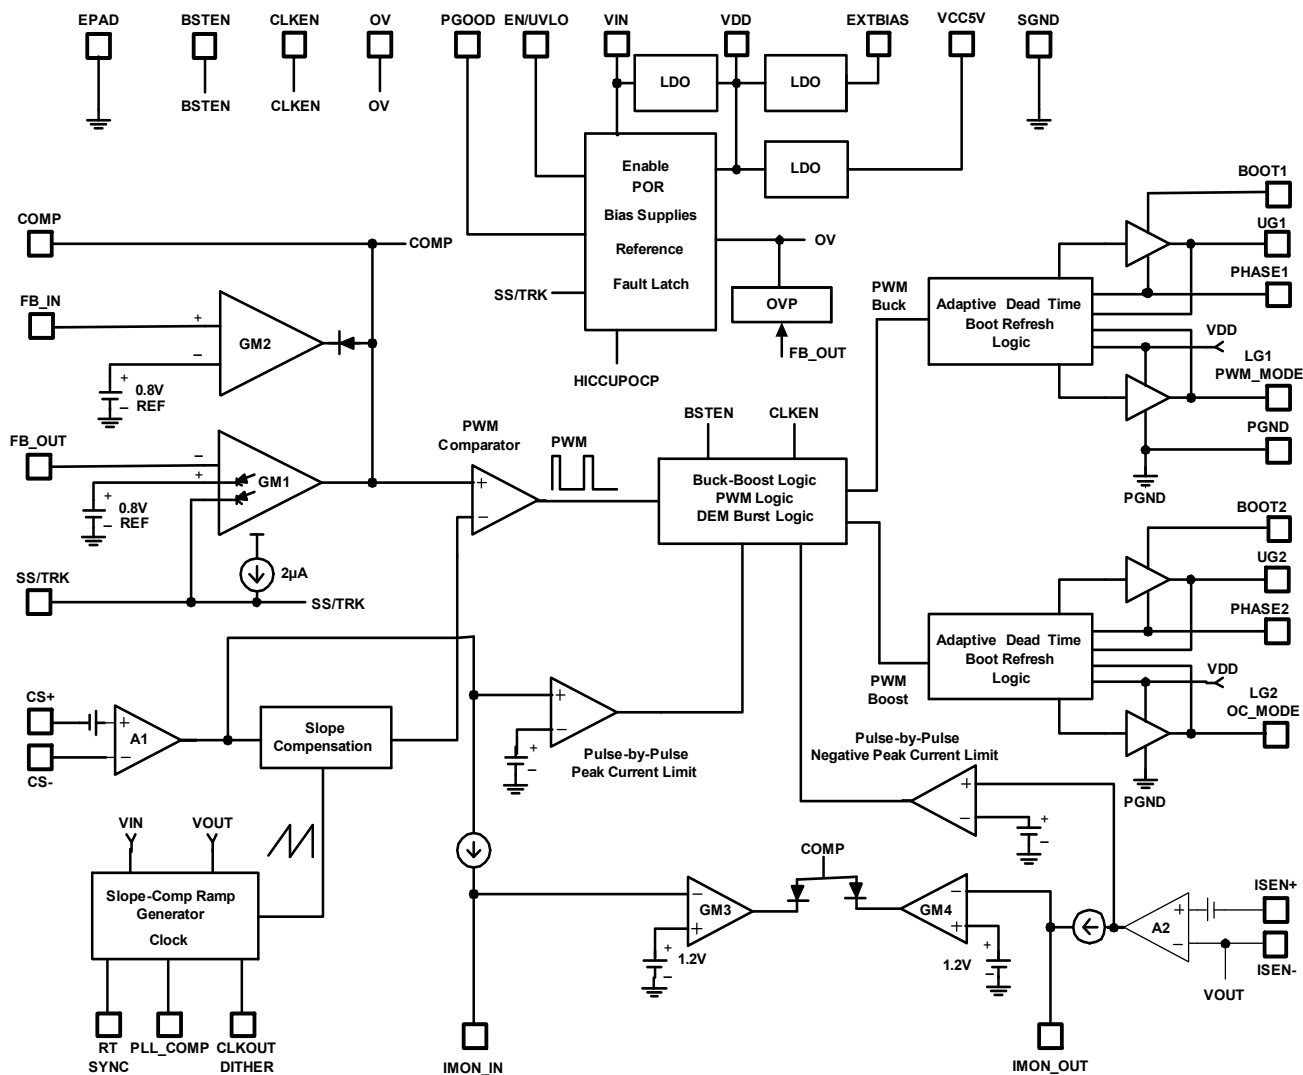 EPAD
BSTEN
CLKEN
OV
PGOOD
EN/UVLO
VIN
VDD
EXTBIAS
VCC5V
SGND
LDO
LDO
BSTEN
CLKEN
OV
LDO
Enable
POR
Bias Supplies
Reference
Fault Latch
SS/TRK
HICCUPOCP
OV
OVP
FB_OUT
BOOT1
UG1
PHASE1
PWM
Buck
Adaptive Dead Time
Boot Refresh
Logic
VDD
LG1
PWM_MODE
PGND
PGND
COMP
COMP
FB_IN
+
−
GM2
+
−
0.8V
REF
FB_OUT
−
+
GM1
+
−
0.8V
REF
2µA
SS/TRK
SS/TRK
PWM
Comparator
+
−
PWM
BSTEN
CLKEN
Buck-Boost Logic
PWM Logic
DEM Burst Logic
BOOT2
UG2
PHASE2
PWM
Boost
Adaptive Dead Time
Boot Refresh
Logic
VDD
LG2
OC_MODE
PGND
CS+
CS-
+
−
A1
Slope
Compensation
+
−
+
−
Pulse-by-Pulse
Peak Current Limit
Pulse-by-Pulse
Negative Peak Current Limit
+
−
+
−
VIN
VOUT
Slope-Comp Ramp
Generator
Clock
RT
SYNC
PLL_COMP
CLKOUT
DITHER
COMP
−
+
GM3
+
−
1.2V
GM4
−
+
+
−
1.2V
A2
+
−
ISEN+
ISEN-
VOUT
IMON_IN
IMON_OUT